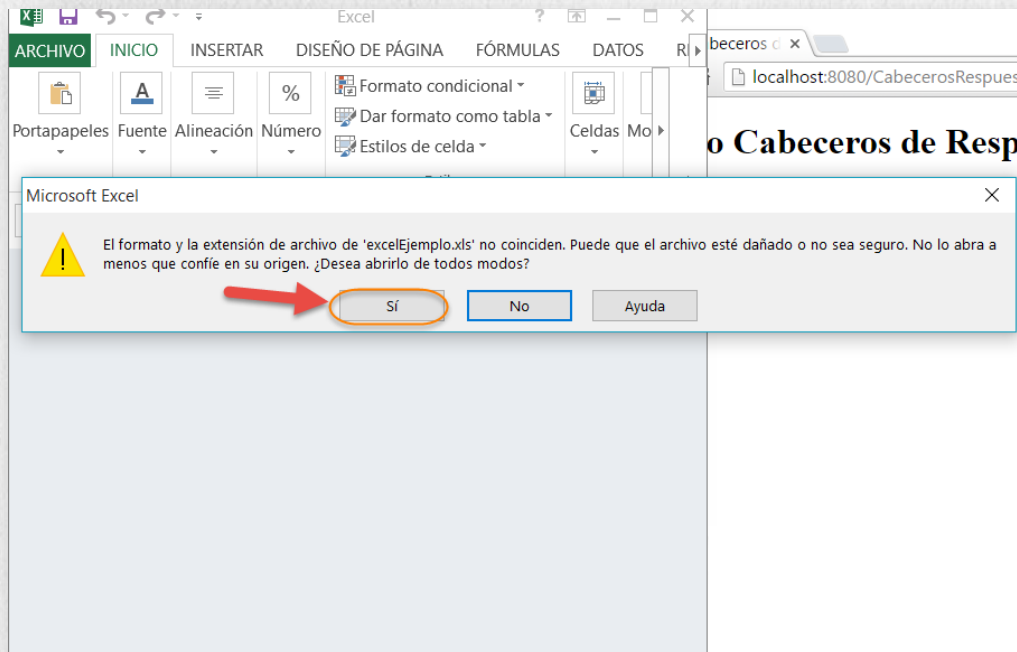 Excel
ARCHIVO INICIO INSERTAR DISEÑO DE PÁGINA FÓRMULAS DATOS
Portapapeles Fuente Alineación Número
%
Formato condicional
Dar formato como tabla
Estilos de celda
Celdas
beceros
localhost:8080/CabecerosRespues
o Cabeceros de Resp
Microsoft Excel
El formato y la extensión de archivo de 'excelEjemplo.xls' no coinciden. Puede que el archivo esté dañado o no sea seguro. No lo abra a
menos que confíe en su origen. ¿Desea abrirlo de todos modos?
Sí No Ayuda